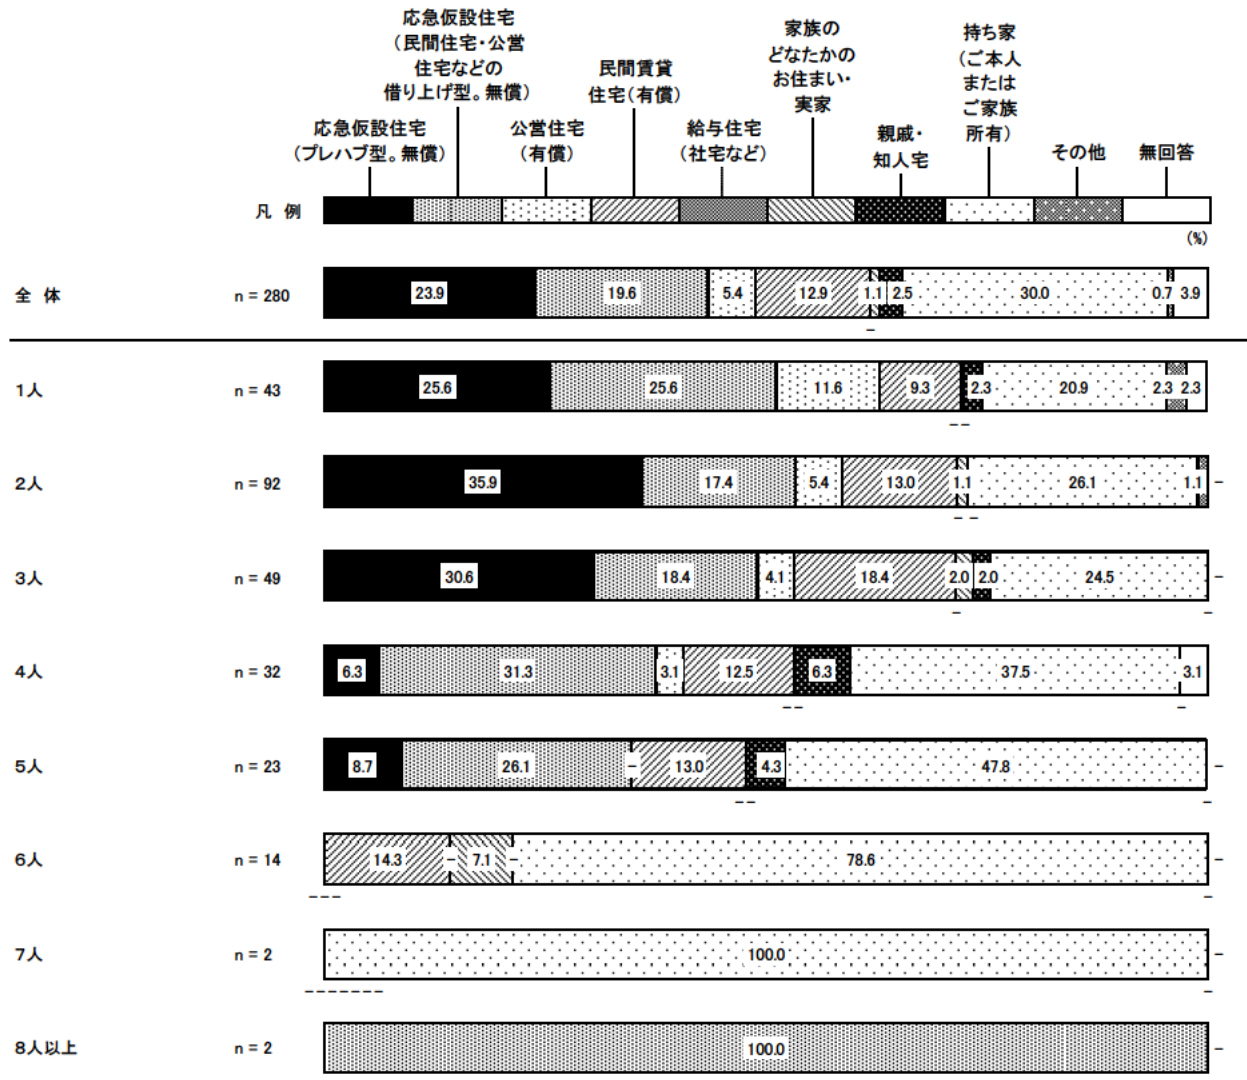 応急仮設住宅
（民間住宅・公営
住宅などの
借り上げ型。無償）
家族の
どなたかの
お住まい・
実家
持ち家
（ご本人
または
ご家族
所有）
民間賃貸
住宅（有償）
応急仮設住宅
（プレハブ型。無償）
公営住宅
（有償）
給与住宅
（社宅など）
親戚・
知人宅
その他
無回答
凡 例
(%)
全 体 n = 280 23.9 19.6 5.4 12.9 1.1 2.5 30.0 0.7 3.9
-
1人 n = 43 25.6 25.6 11.6 9.3 2.3 20.9 2.3 2.3
--
2人 n = 92 35.9 17.4 5.4 13.0 1.1 26.1 1.1 -
--
3人 n = 49 30.6 18.4 4.1 18.4 2.0 2.0 24.5 -
- -
4人 n = 32 6.3 31.3 3.1 12.5 6.3 37.5 3.1
-- -
5人 n = 23 8.7 26.1 - 13.0 4.3 47.8 -
-- -
6人 n = 14 14.3 - 7.1 - 78.6 -
--- -
7人 n = 2 100.0 -
------- -
8人以上 n = 2 100.0 -